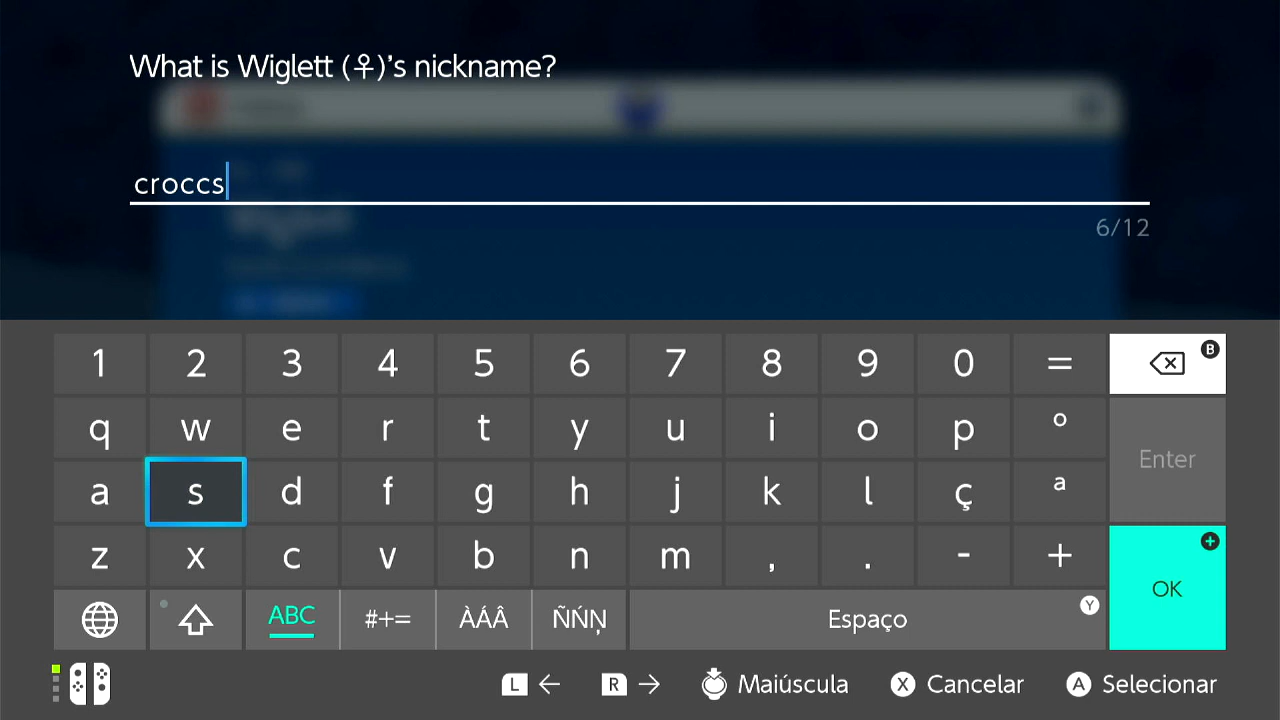 What is Wiglett (♀)'s nickname?
croccs
6/12
1 2 3 4 5 6 7 8 9 0 = B
q w e r t y u i o p º Enter
a s d f g h j k l ç ª
z x c v b n m , . - + OK +
ABC #+= ÀÁÂ ÑŃŅ Espaço Y
L ← R → Maiúscula X Cancelar A Selecionar